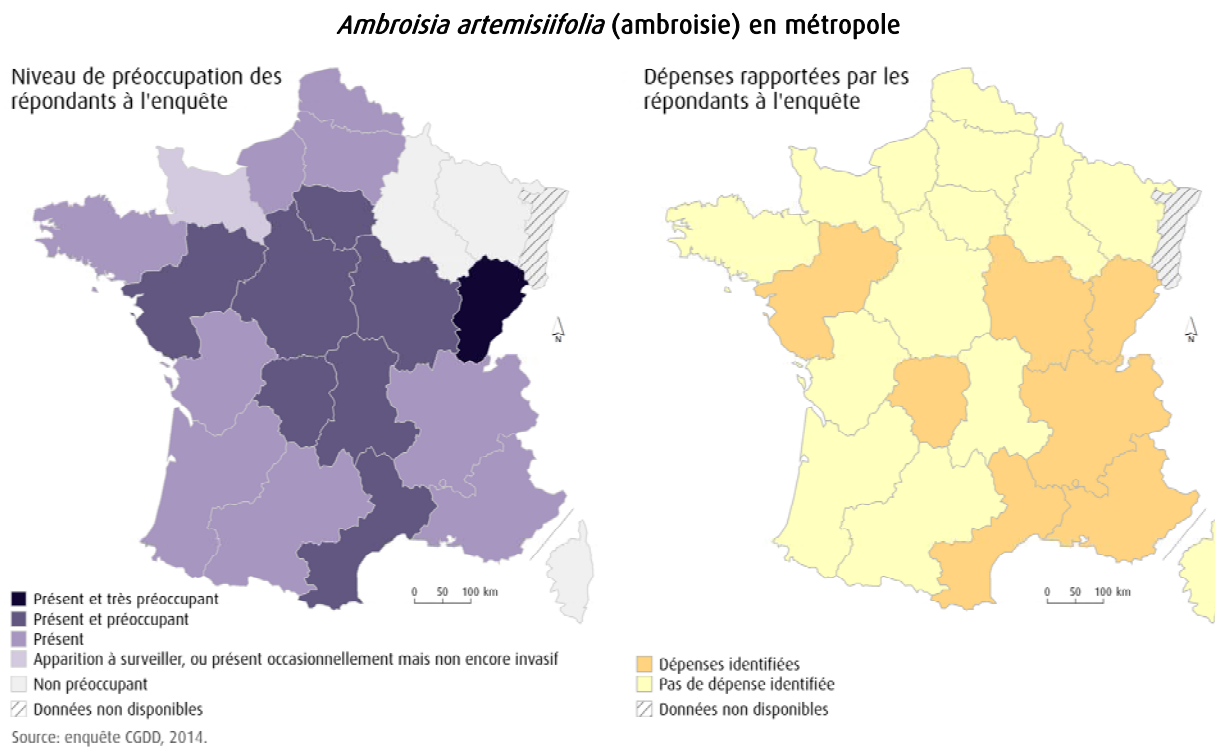 Ambroisia artemisiifolia (ambroisie) en métropole
Niveau de préoccupation des
répondants à l'enquête
N
0 50 100 km
Présent et très préoccupant
Présent et préoccupant
Présent
Apparition à surveiller, ou présent occasionnellement mais non encore invasif
Non préoccupant
Données non disponibles
Source: enquête CGDD, 2014.
Dépenses rapportées par les
répondants à l'enquête
N
0 50 100 km
Dépenses identifiées
Pas de dépense identifiée
Données non disponibles